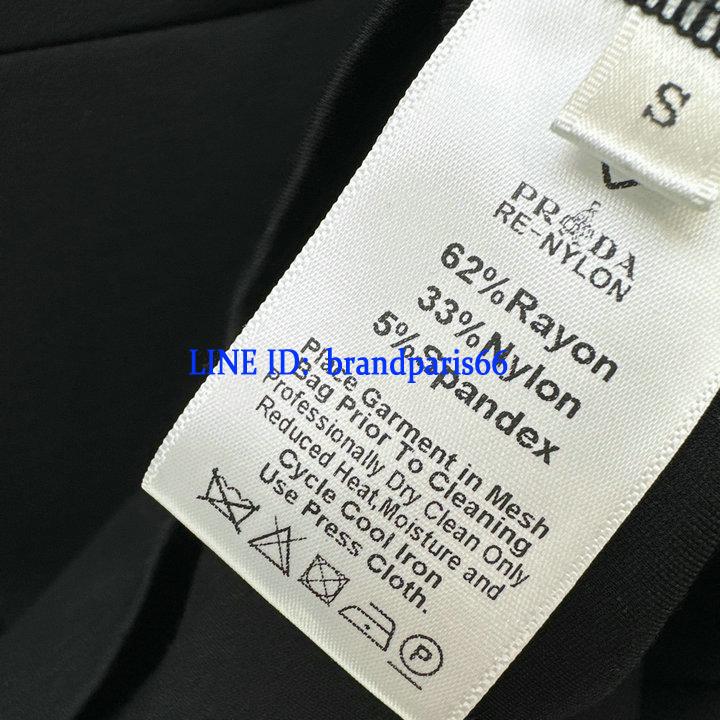 S
PRADA
RE-NYLON
62%Rayon
33%Nylon
5%Spandex
LINE ID: brandparis66
Place Garment in Mesh
Bag Prior To Cleaning
Professionally Dry Clean Only
Reduced Heat,Moisture and
Cycle Cool Iron
Use Press Cloth.
P